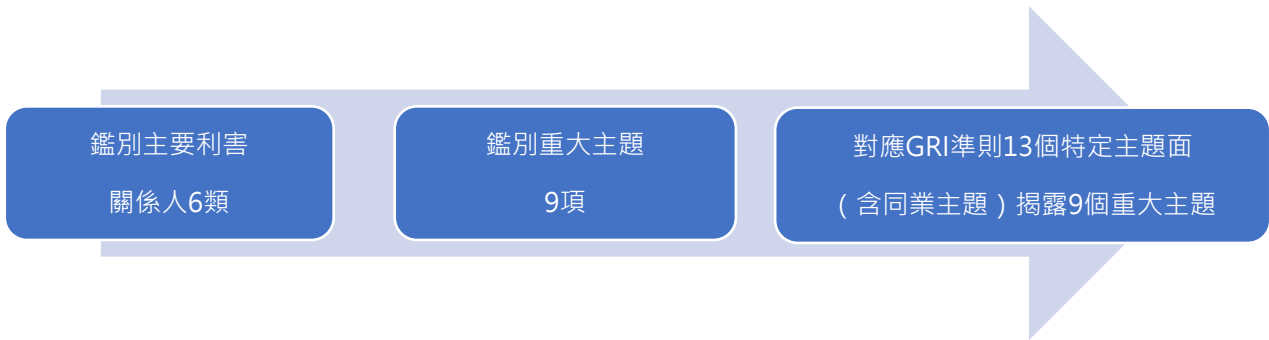 鑑別主要利害
關係人6類
鑑別重大主題
9項
對應GRI準則13個特定主題面
（含同業主題）揭露9個重大主題